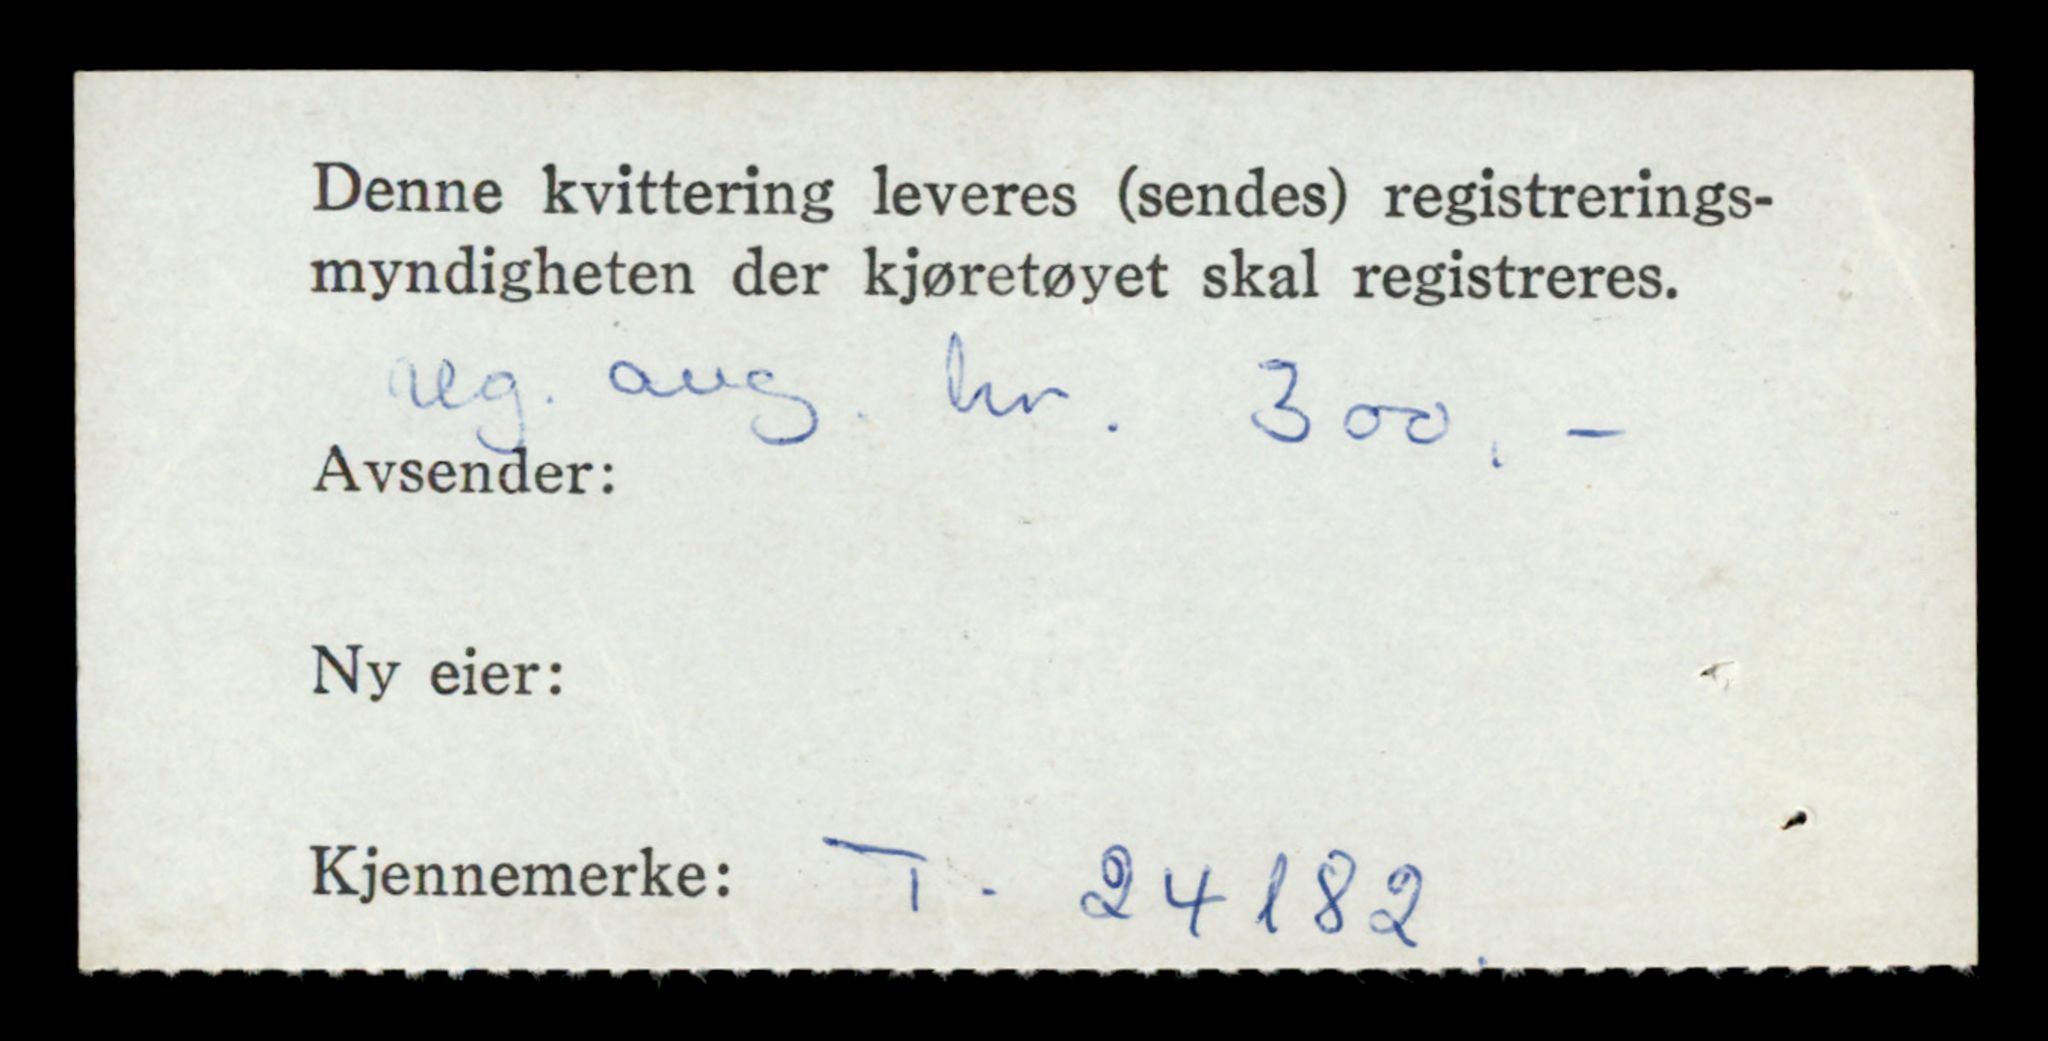 Denne kvittering leveres (sendes) registrerings-
myndigheten der kjøretøyet skal registreres.
reg. avg. kr. 300,-
Avsender:
Ny eier:
Kjennemerke: T- 24182.